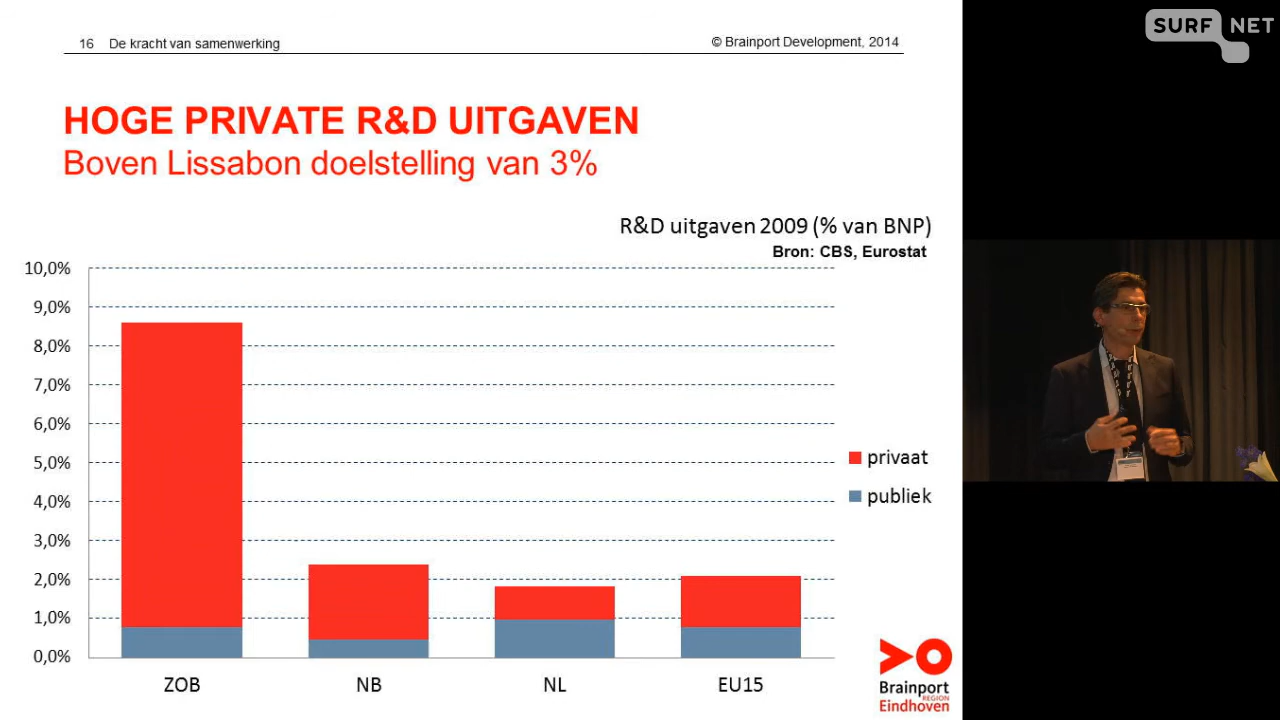 16 De kracht van samenwerking
© Brainport Development, 2014
SURF NET
HOGE PRIVATE R&D UITGAVEN
Boven Lissabon doelstelling van 3%
R&D uitgaven 2009 (% van BNP)
Bron: CBS, Eurostat
10,0%
9,0%
8,0%
7,0%
6,0%
5,0%
4,0%
3,0%
2,0%
1,0%
0,0%
privaat
publiek
ZOB
NB
NL
EU15
Brainport
REGION
Eindhoven